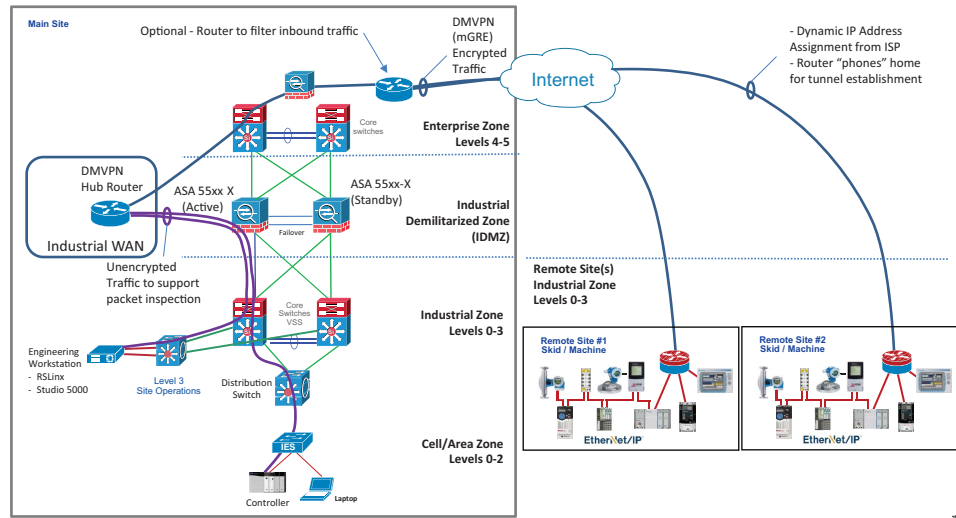 Main Site
Optional - Router to filter inbound traffic
DMVPN
(mGRE)
Encrypted
Traffic
Internet
- Dynamic IP Address
Assignment from ISP
- Router “phones” home
for tunnel establishment
Core
switches
Enterprise Zone
Levels 4-5
DMVPN
Hub Router
Industrial WAN
ASA 55xx X
(Active)
ASA 55xx-X
(Standby)
Failover
Industrial
Demilitarized Zone
(IDMZ)
Unencrypted
Traffic to support
packet inspection
Remote Site(s)
Industrial Zone
Levels 0-3
Core
Switches
VSS
Industrial Zone
Levels 0-3
Engineering
Workstation
- RSLinx
- Studio 5000
Level 3
Site Operations
Distribution
Switch
IES
Cell/Area Zone
Levels 0-2
Controller
Laptop
Remote Site #1
Skid / Machine
EtherNet/IP
Remote Site #2
Skid / Machine
EtherNet/IP